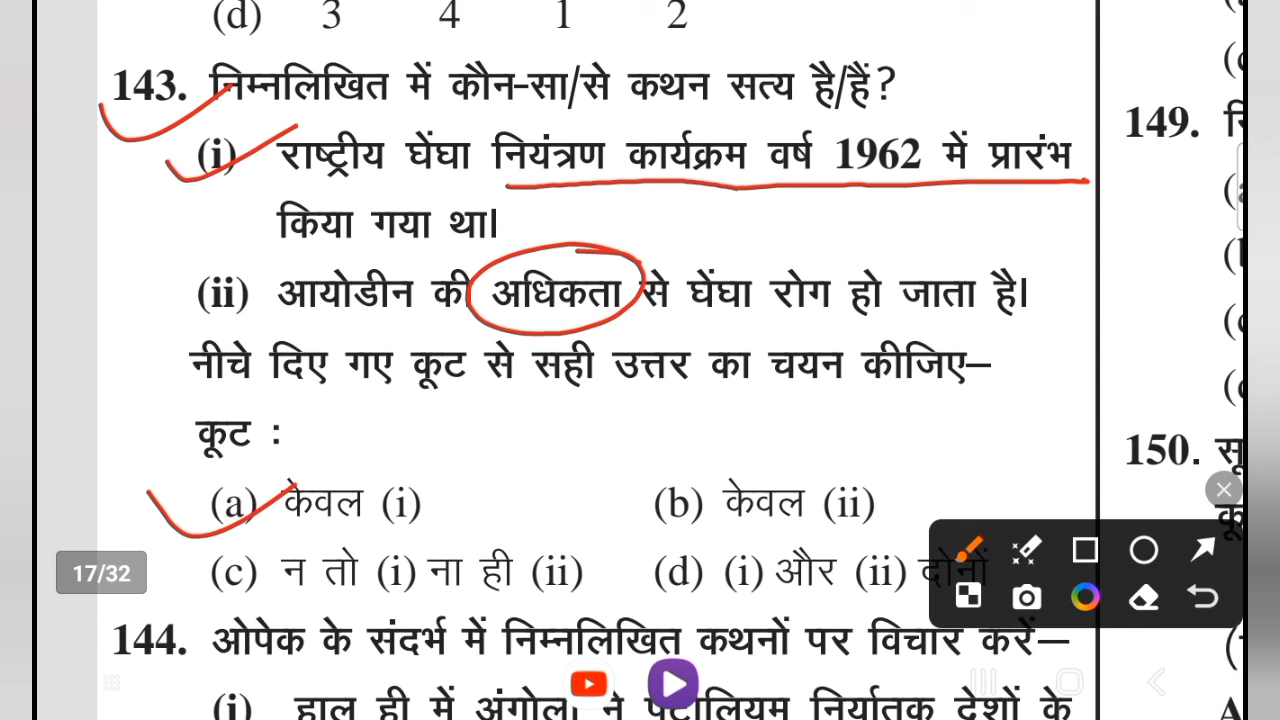 (d) 3 4 1 2
143. निम्नलिखित में कौन-सा/से कथन सत्य है/हैं?
(i) राष्ट्रीय घेंघा नियंत्रण कार्यक्रम वर्ष 1962 में प्रारंभ
किया गया था।
(ii) आयोडीन की अधिकता से घेंघा रोग हो जाता है।
नीचे दिए गए कूट से सही उत्तर का चयन कीजिए–
कूट :
(a) केवल (i) (b) केवल (ii)
(c) न तो (i) ना ही (ii) (d) (i) और (ii) दोनों
17/32
144. ओपेक के संदर्भ में निम्नलिखित कथनों पर विचार करें–
(i) हाल ही में अंगोला ने पेट्रोलियम निर्यातक देशों के
149.
150.